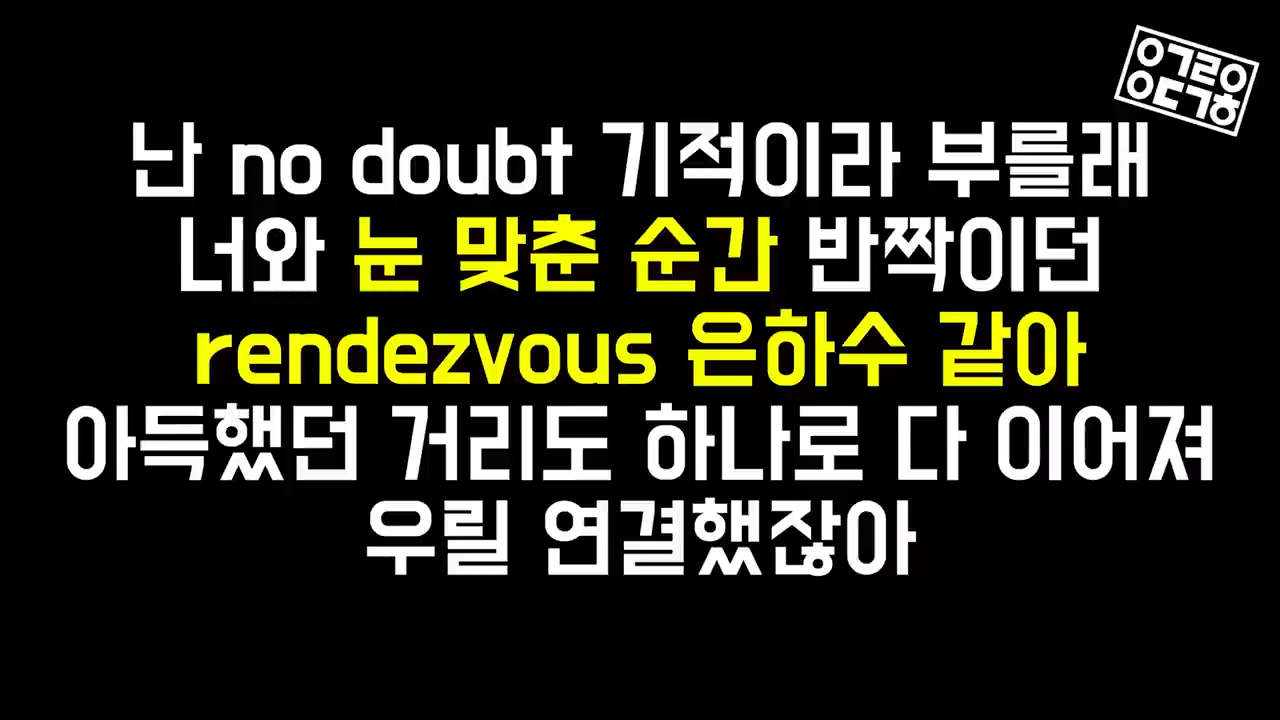 ㅇㄱㄹㅇ
ㅇㄷㄱㅎ
난 no doubt 기적이라 부를래
너와 눈 맞춘 순간 반짝이던
rendezvous 은하수 같아
아득했던 거리도 하나로 다 이어져
우릴 연결했잖아